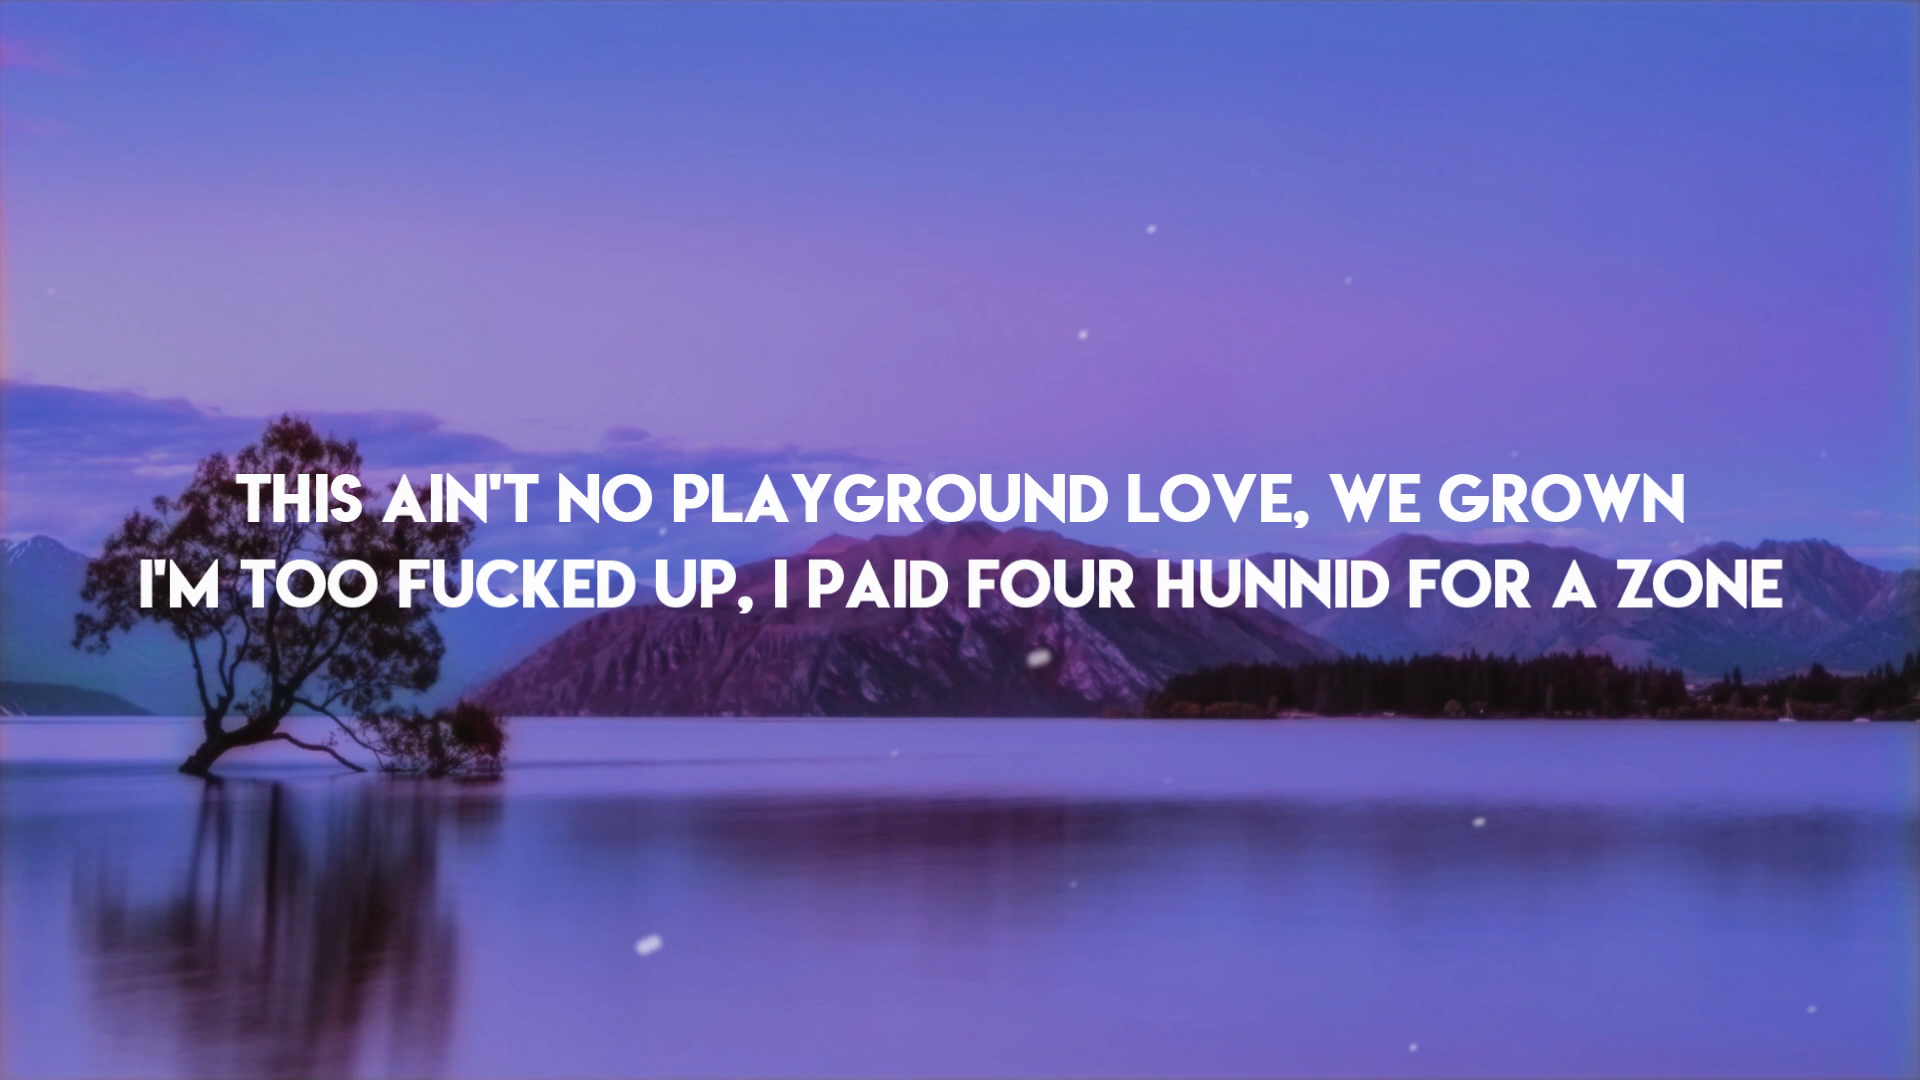 THIS AIN'T NO PLAYGROUND LOVE, WE GROWN
I'M TOO FUCKED UP, I PAID FOUR HUNNID FOR A ZONE